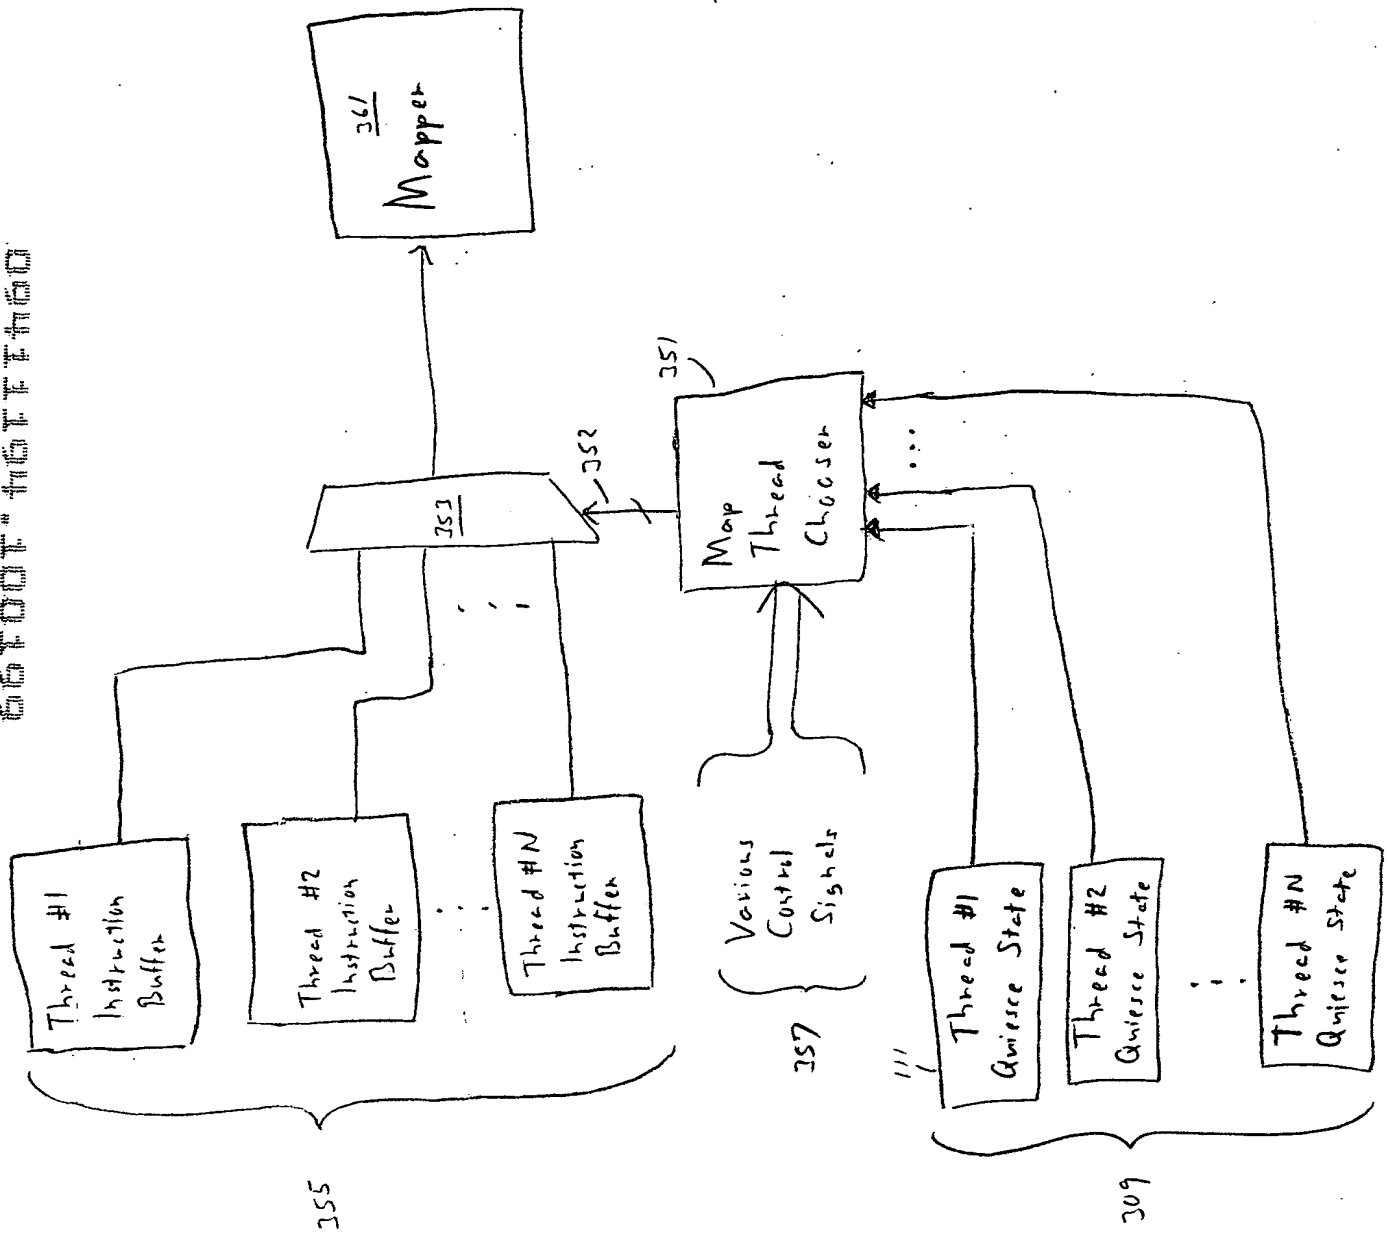 361
Mapper
353
352
351
Map
Thread
Chooser
Thread #1
Instruction
Buffer
Thread #2
Instruction
Buffer
Thread #N
Instruction
Buffer
355
Various
Control
Signals
357
111
Thread #1
Quiesce State
Thread #2
Quiesce State
Thread #N
Quiesce State
309